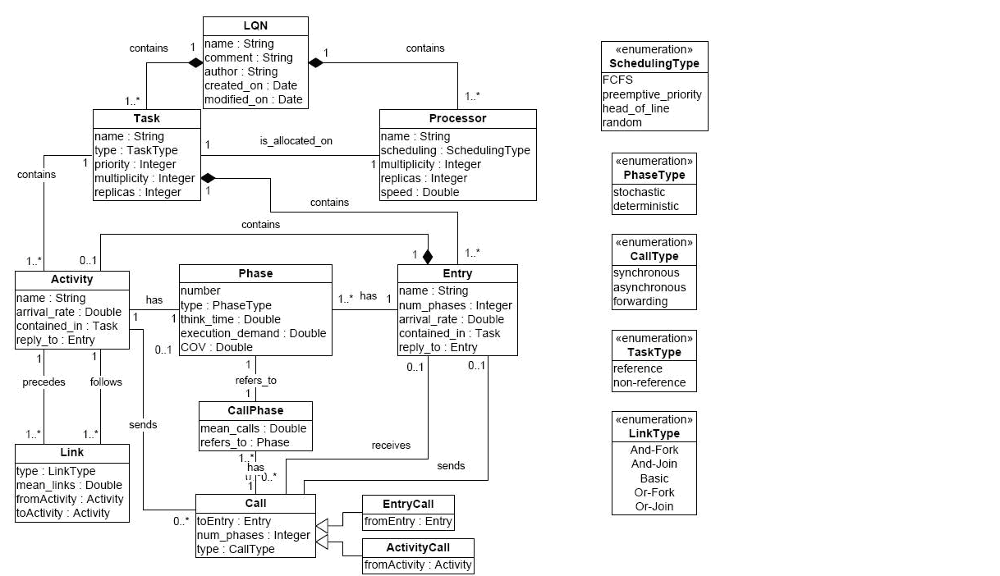 LQN
name : String
comment : String
author : String
created_on : Date
modified_on : Date
contains
1
1
contains
1..*
1..*
Task
name : String
type : TaskType
priority : Integer
multiplicity : Integer
replicas : Integer
1
is_allocated_on
1
Processor
name : String
scheduling : SchedulingType
multiplicity : Integer
replicas : Integer
speed : Double
1
contains
1
contains
contains
1..*
0..1
1
1..*
Activity
name : String
arrival_rate : Double
contained_in : Task
reply_to : Entry
has
1
1
Phase
number
type : PhaseType
think_time : Double
execution_demand : Double
COV : Double
1..*
has
1
Entry
name : String
num_phases : Integer
arrival_rate : Double
contained_in : Task
reply_to : Entry
0..1
1
1
1
0..1
0..1
precedes
follows
refers_to
1
CallPhase
mean_calls : Double
refers_to : Phase
sends
1..*
1..*
receives
1..*
has
0..*
1
sends
Link
type : LinkType
mean_links : Double
fromActivity : Activity
toActivity : Activity
0..*
Call
toEntry : Entry
num_phases : Integer
type : CallType
EntryCall
fromEntry : Entry
ActivityCall
fromActivity : Activity
«enumeration»
SchedulingType
FCFS
preemptive_priority
head_of_line
random
«enumeration»
PhaseType
stochastic
deterministic
«enumeration»
CallType
synchronous
asynchronous
forwarding
«enumeration»
TaskType
reference
non-reference
«enumeration»
LinkType
And-Fork
And-Join
Basic
Or-Fork
Or-Join